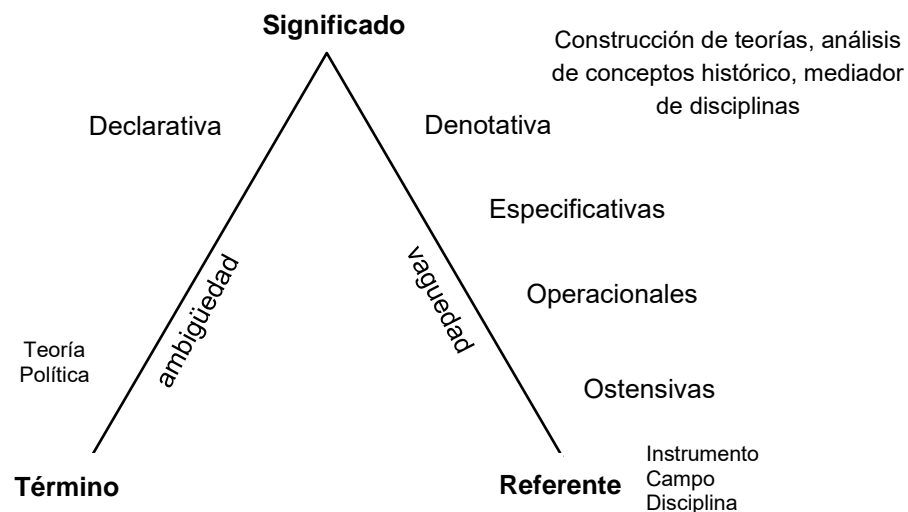 Significado
Construcción de teorías, análisis
de conceptos histórico, mediador
de disciplinas
Declarativa
Denotativa
Especificativas
ambigüedad
vaguedad
Operacionales
Teoría
Política
Ostensivas
Término
Referente
Instrumento
Campo
Disciplina